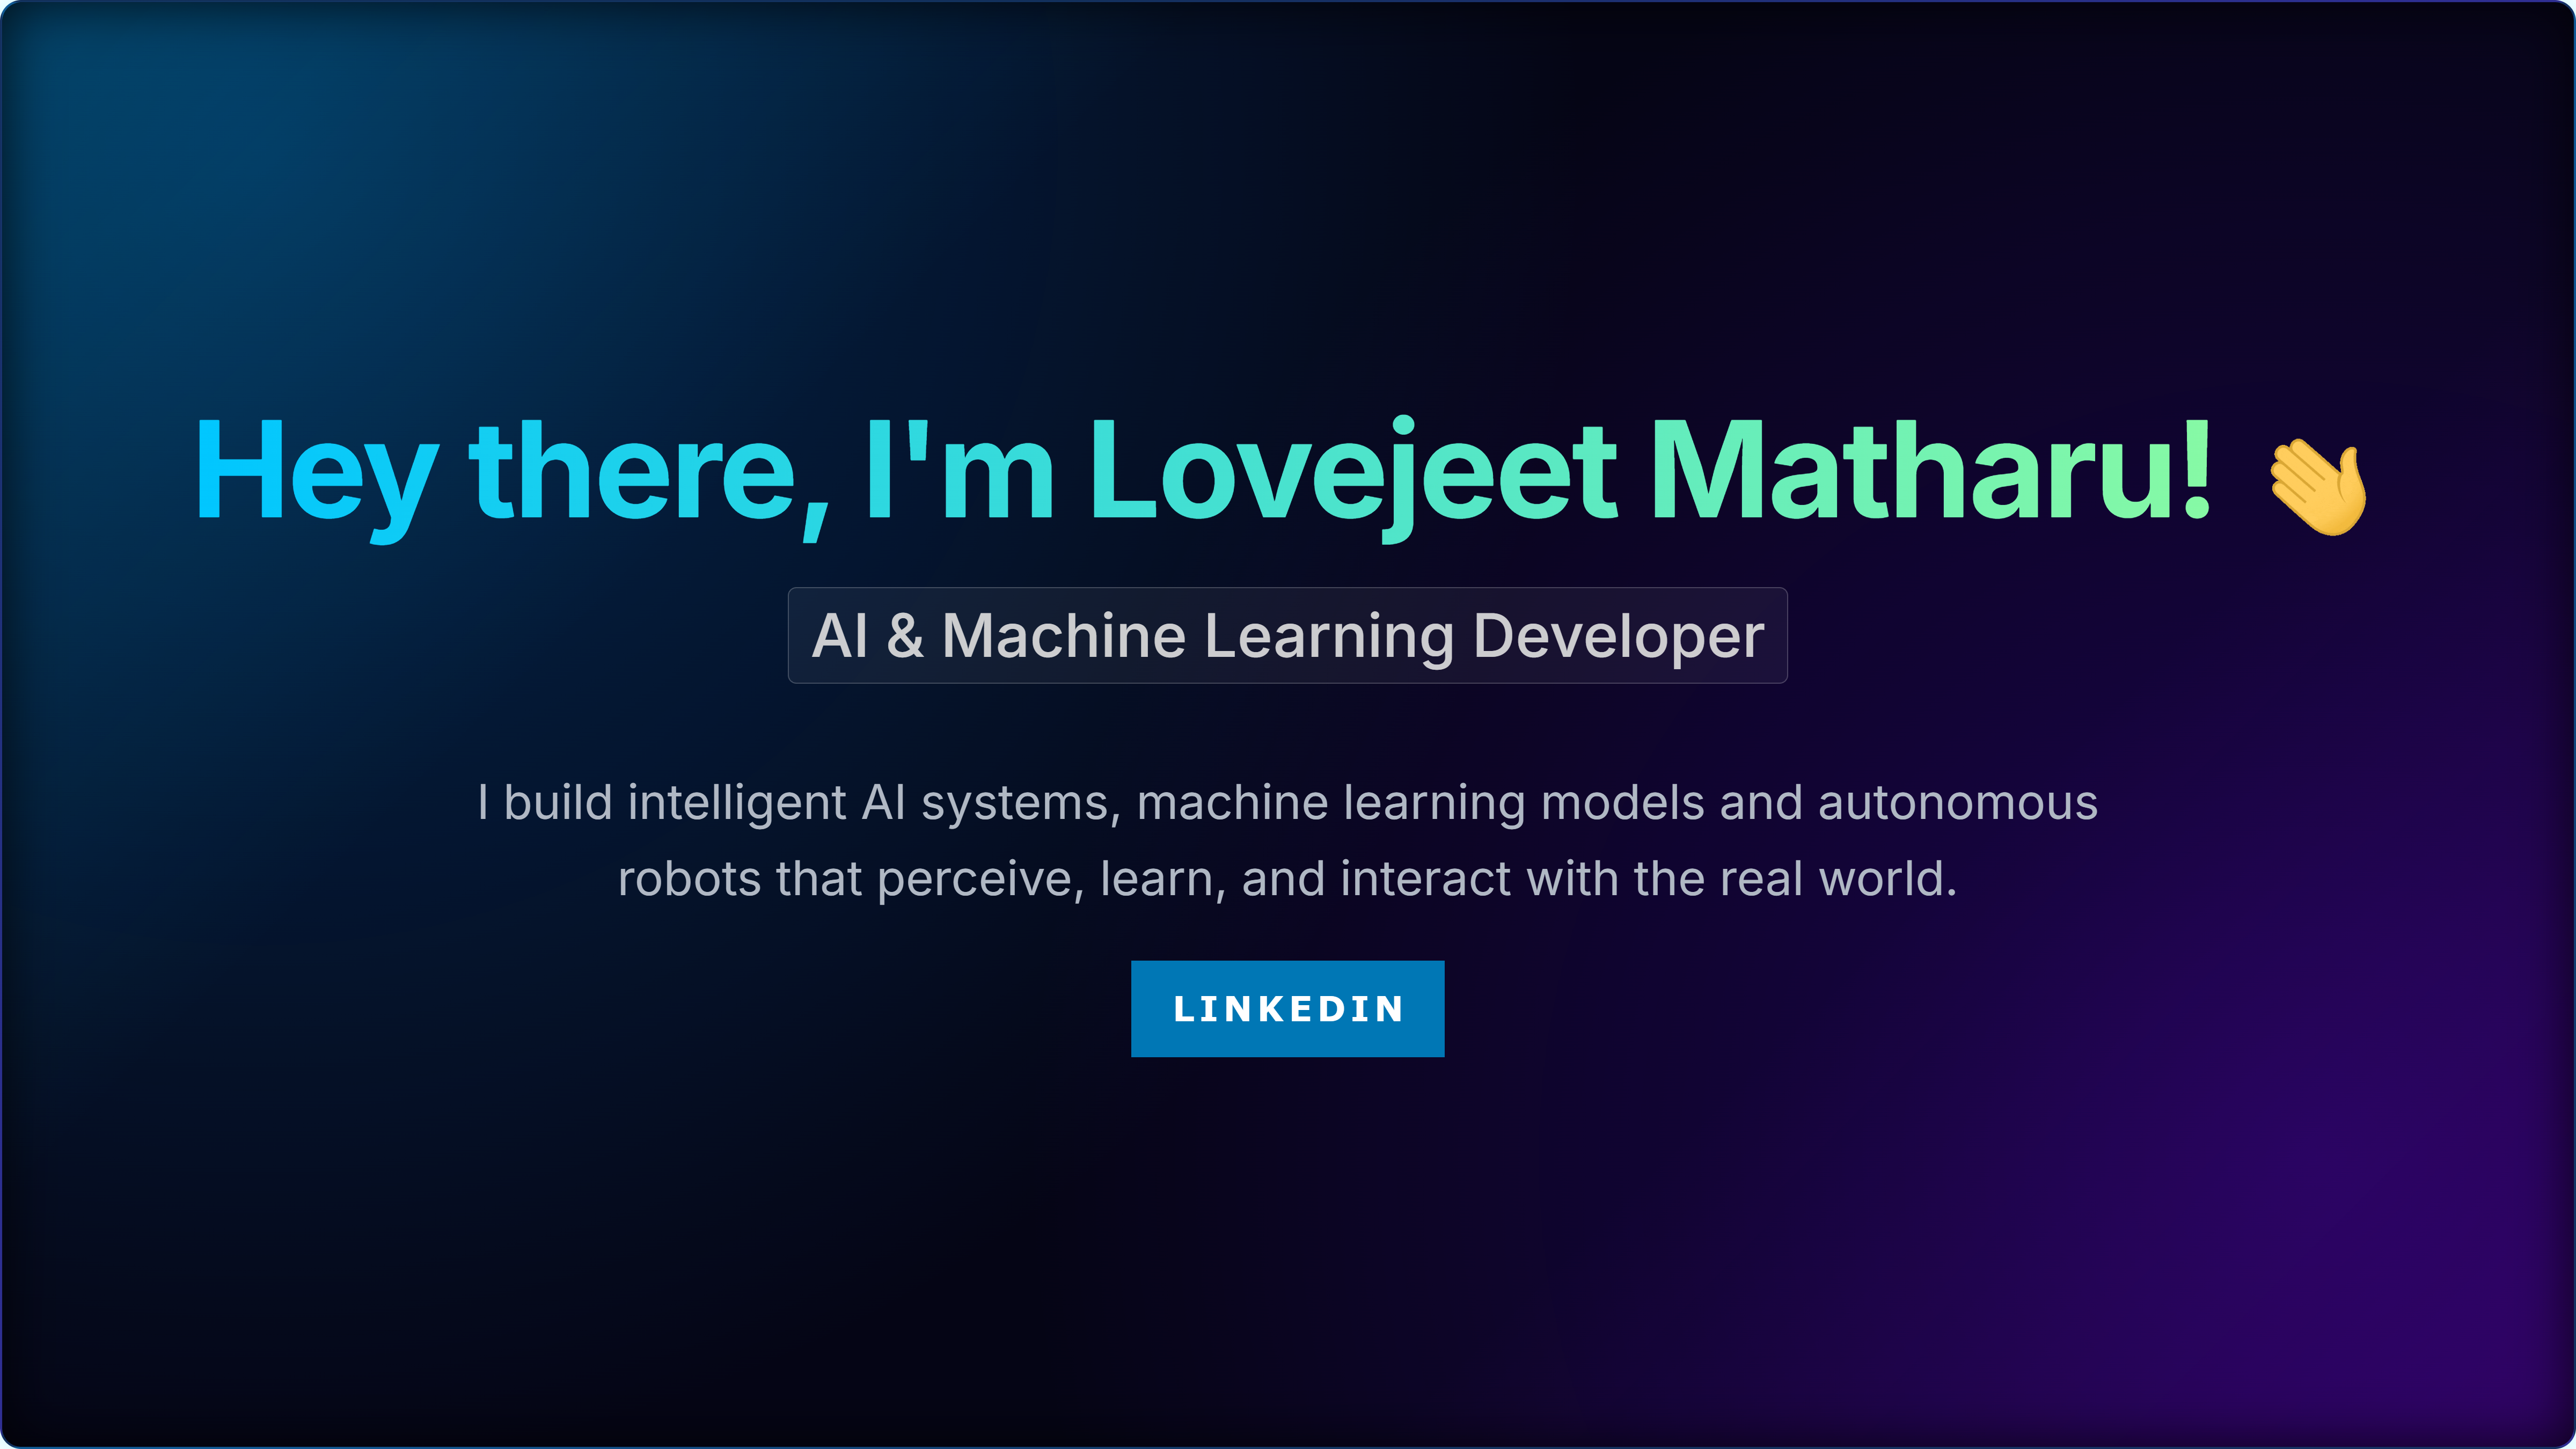 Hey there, I'm Lovejeet Matharu! 👋
AI & Machine Learning Developer
I build intelligent AI systems, machine learning models and autonomous
robots that perceive, learn, and interact with the real world.
LINKEDIN